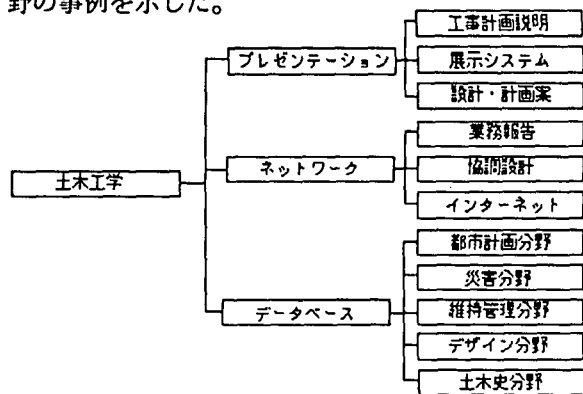 野の事例を示した。
土木工学
プレゼンテーション
工事計画説明
展示システム
設計・計画案
ネットワーク
業務報告
協調設計
インターネット
データベース
都市計画分野
災害分野
維持管理分野
デザイン分野
土木史分野